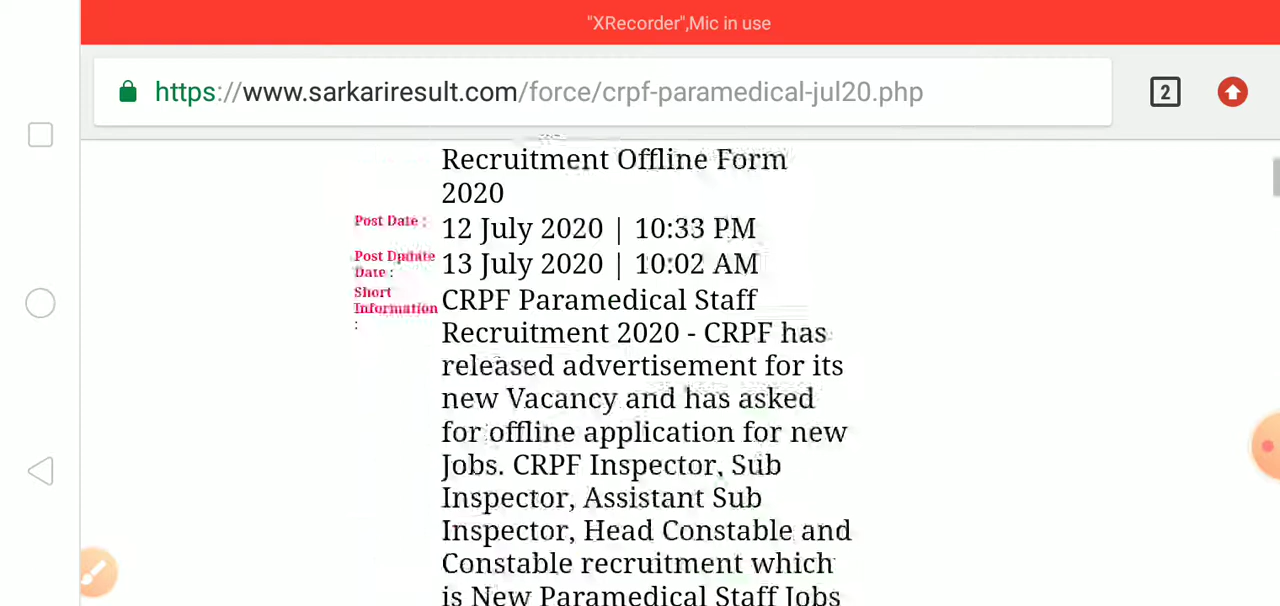 "XRecorder",Mic in use
https://www.sarkariresult.com/force/crpf-paramedical-jul20.php
2
Recruitment Offline Form
2020
Post Date : 12 July 2020 | 10:33 PM
Post Update
Date :
13 July 2020 | 10:02 AM
Short
Information
:
CRPF Paramedical Staff
Recruitment 2020 - CRPF has
released advertisement for its
new Vacancy and has asked
for offline application for new
Jobs. CRPF Inspector, Sub
Inspector, Assistant Sub
Inspector, Head Constable and
Constable recruitment which
is New Paramedical Staff Jobs